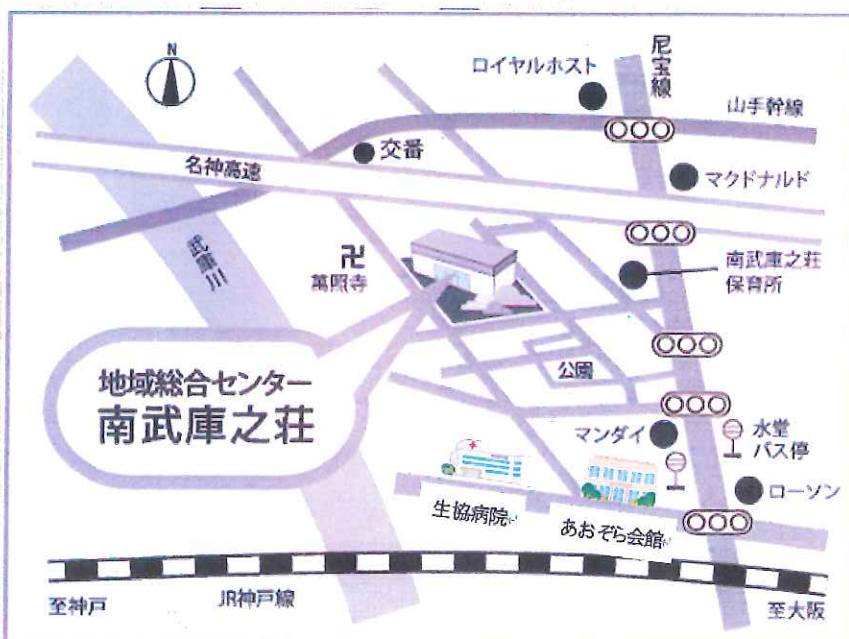 N
ロイヤルホスト
尼宝線
山手幹線
交番
名神高速
マクドナルド
武庫川
卍
萬照寺
南武庫之荘
保育所
地域総合センター
南武庫之荘
公園
マンダイ
水堂
バス停
ローソン
生協病院
あおぞら会館
至神戸
JR神戸線
至大阪